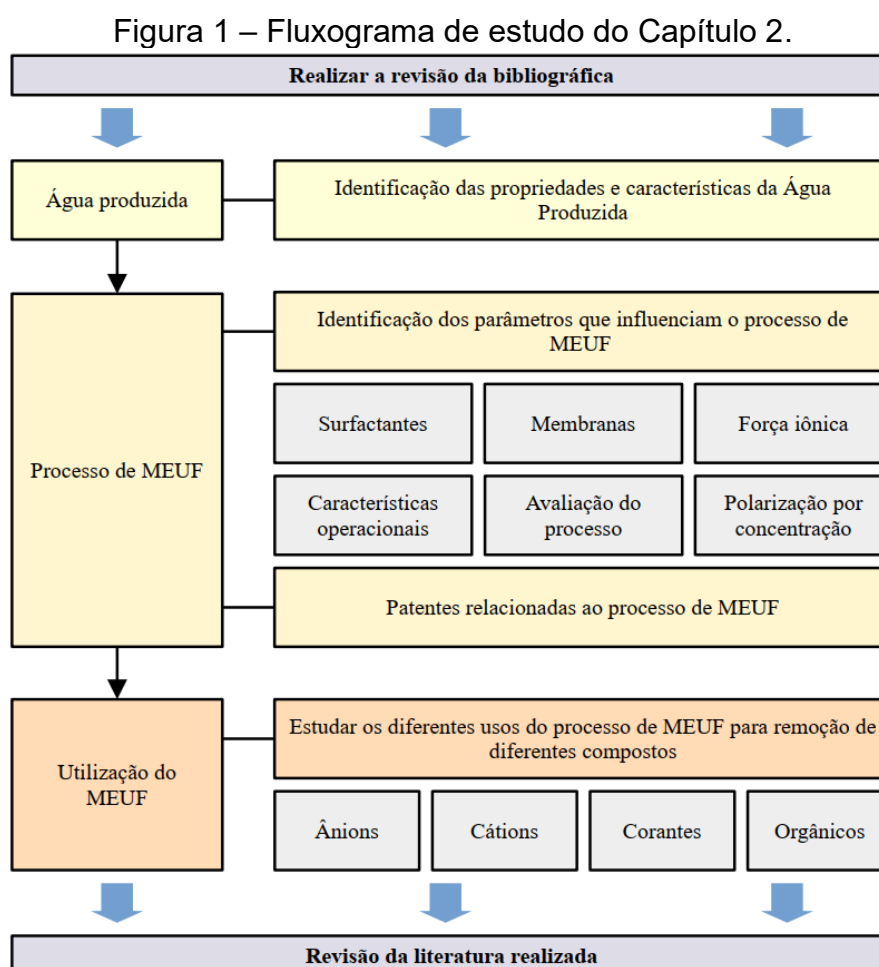 Figura 1 – Fluxograma de estudo do Capítulo 2.
Realizar a revisão da bibliográfica
Água produzida
Identificação das propriedades e características da Água
Produzida
Processo de MEUF
Identificação dos parâmetros que influenciam o processo de
MEUF
Surfactantes
Membranas
Força iônica
Características
operacionais
Avaliação do
processo
Polarização por
concentração
Patentes relacionadas ao processo de MEUF
Utilização do
MEUF
Estudar os diferentes usos do processo de MEUF para remoção de
diferentes compostos
Ânions
Cátions
Corantes
Orgânicos
Revisão da literatura realizada